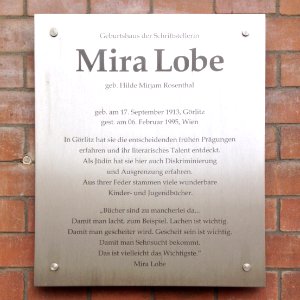 Geburtshaus der Schriftstellerin
Mira Lobe
geb. Hilde Mirjam Rosenthal
geb. am 17. September 1913, Görlitz
gest. am 06. Februar 1995, Wien
In Görlitz hat sie die entscheidenden frühen Prägungen
erfahren und ihr literarisches Talent entdeckt.
Als Jüdin hat sie hier auch Diskriminierung
und Ausgrenzung erfahren.
Aus ihrer Feder stammen viele wunderbare
Kinder- und Jugendbücher.
„Bücher sind zu mancherlei da...
Damit man lacht, zum Beispiel. Lachen ist wichtig.
Damit man gescheiter wird. Gescheit sein ist wichtig.
Damit man Sehnsucht bekommt.
Das ist vielleicht das Wichtigste.“
Mira Lobe